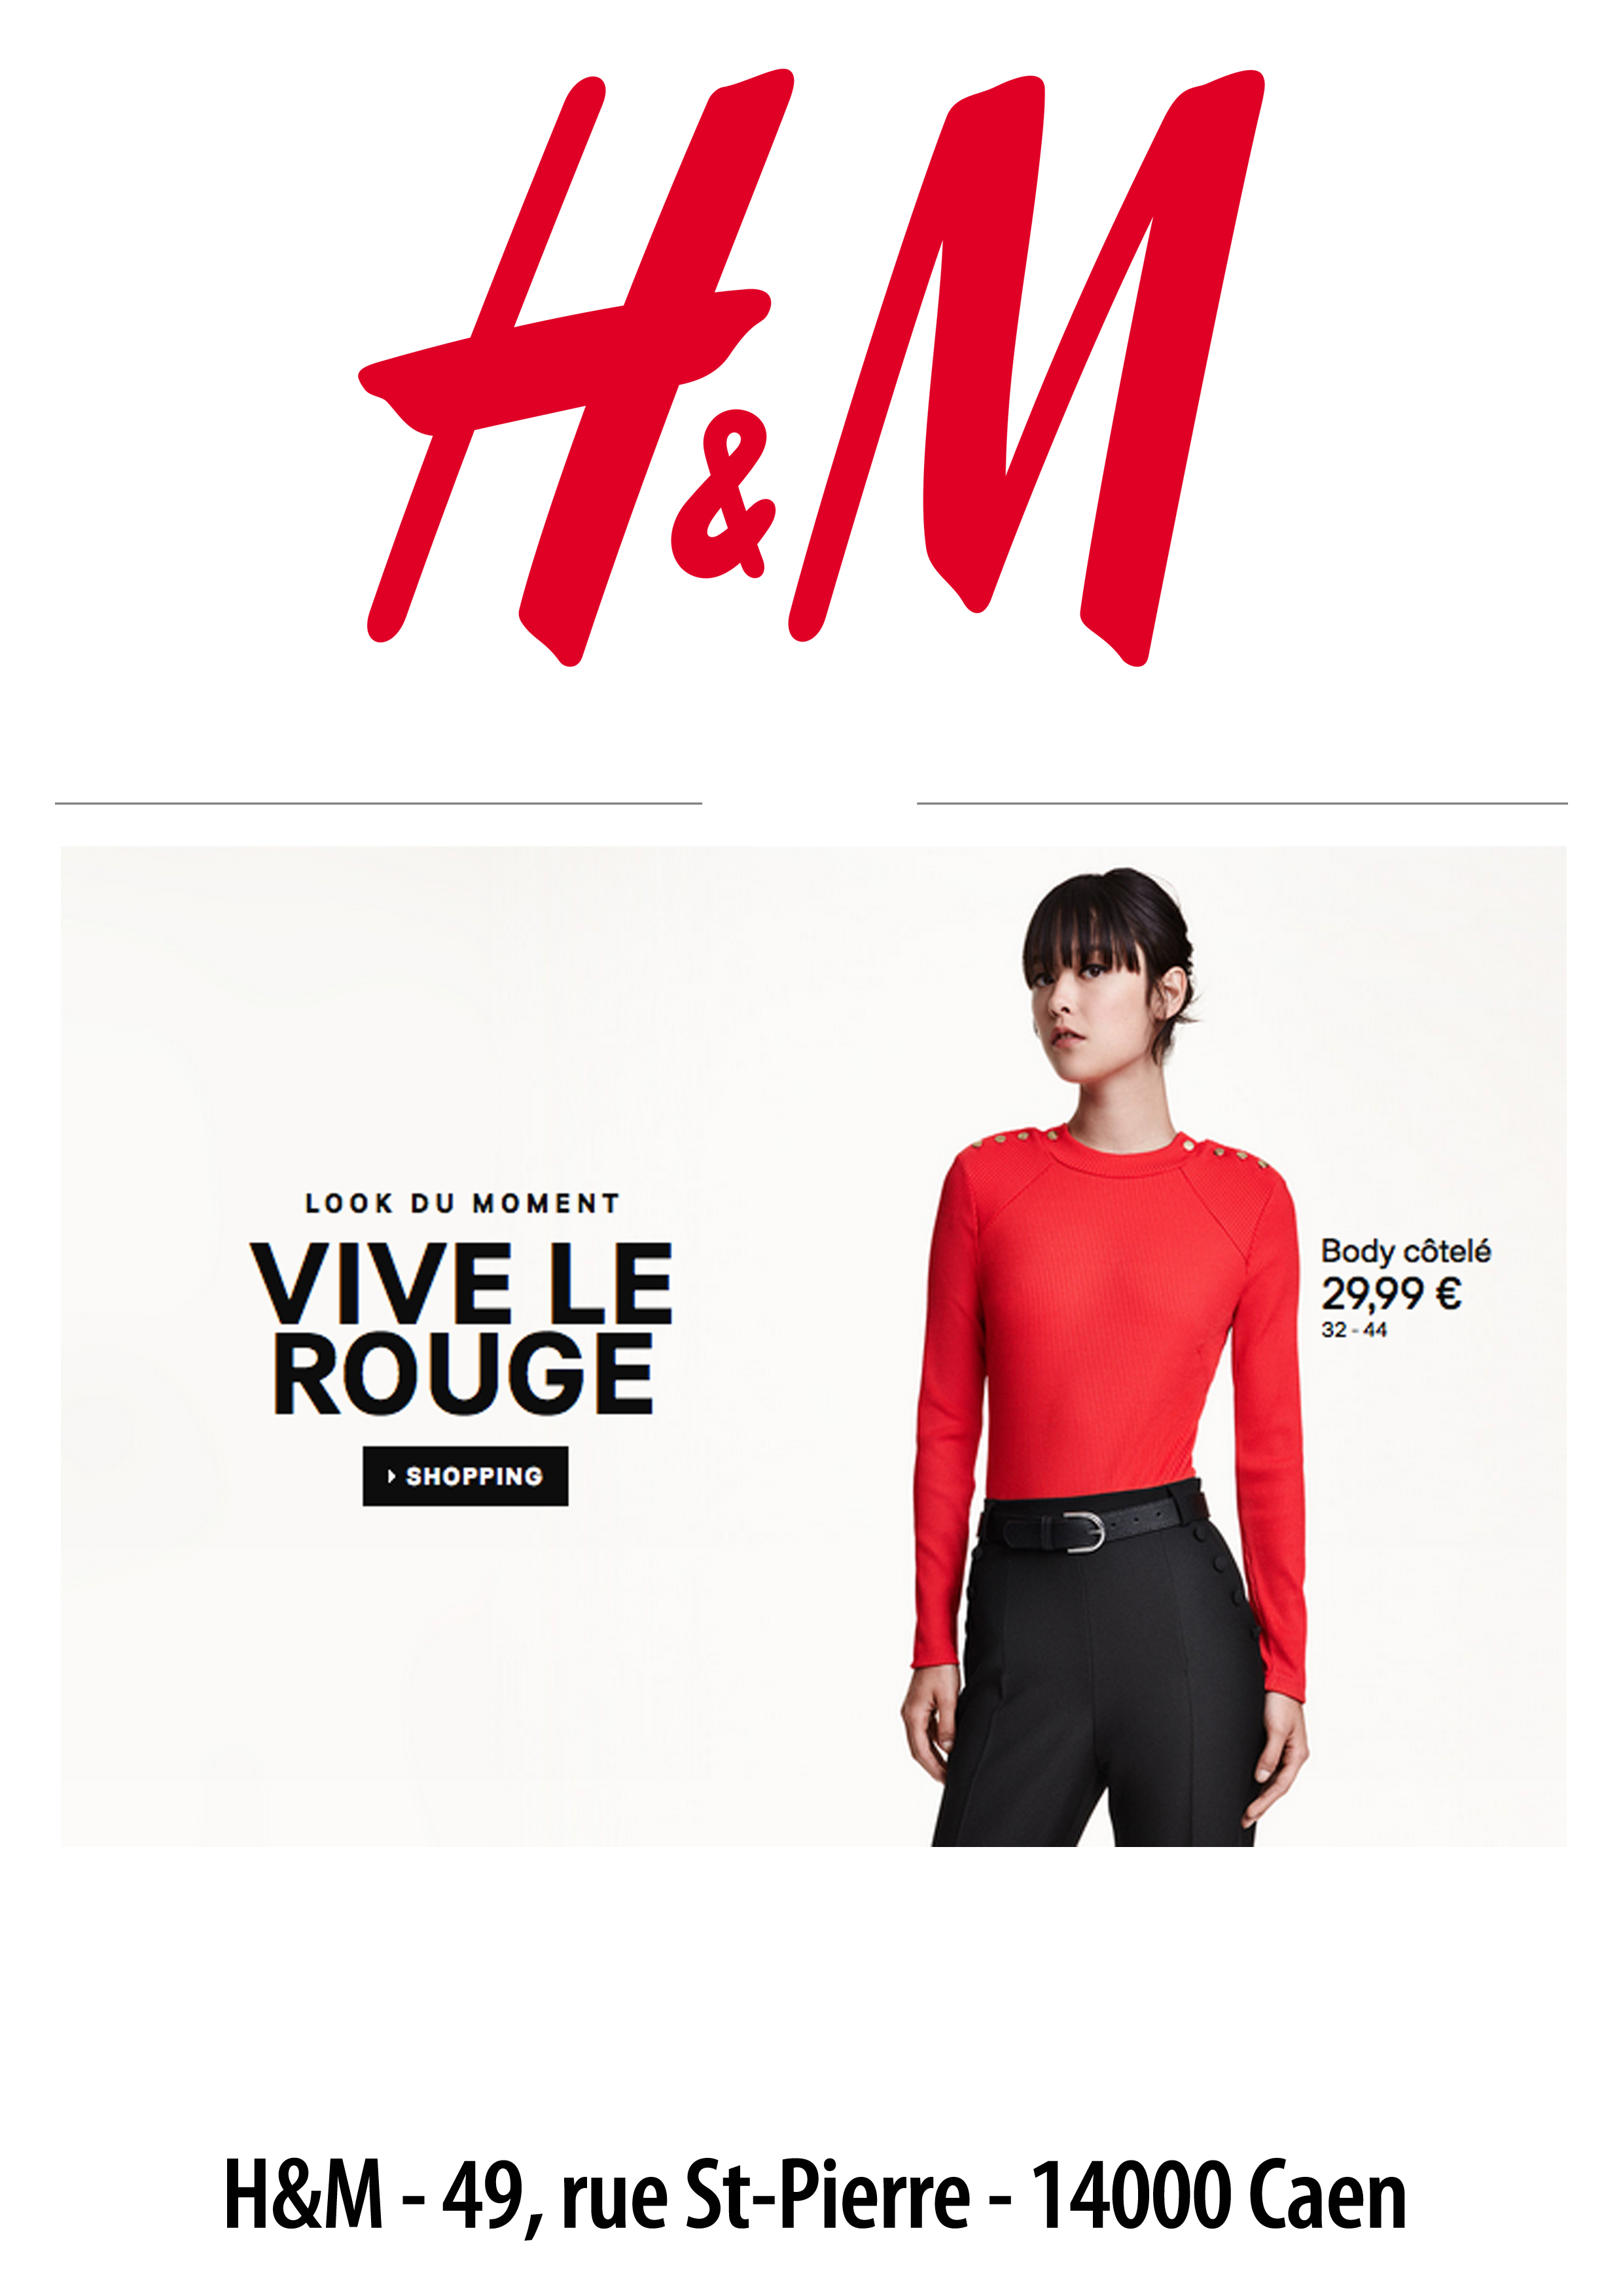 H&M
LOOK DU MOMENT
VIVE LE
ROUGE
SHOPPING
Body côtelé
29,99 €
32 - 44
H&M - 49, rue St-Pierre - 14000 Caen